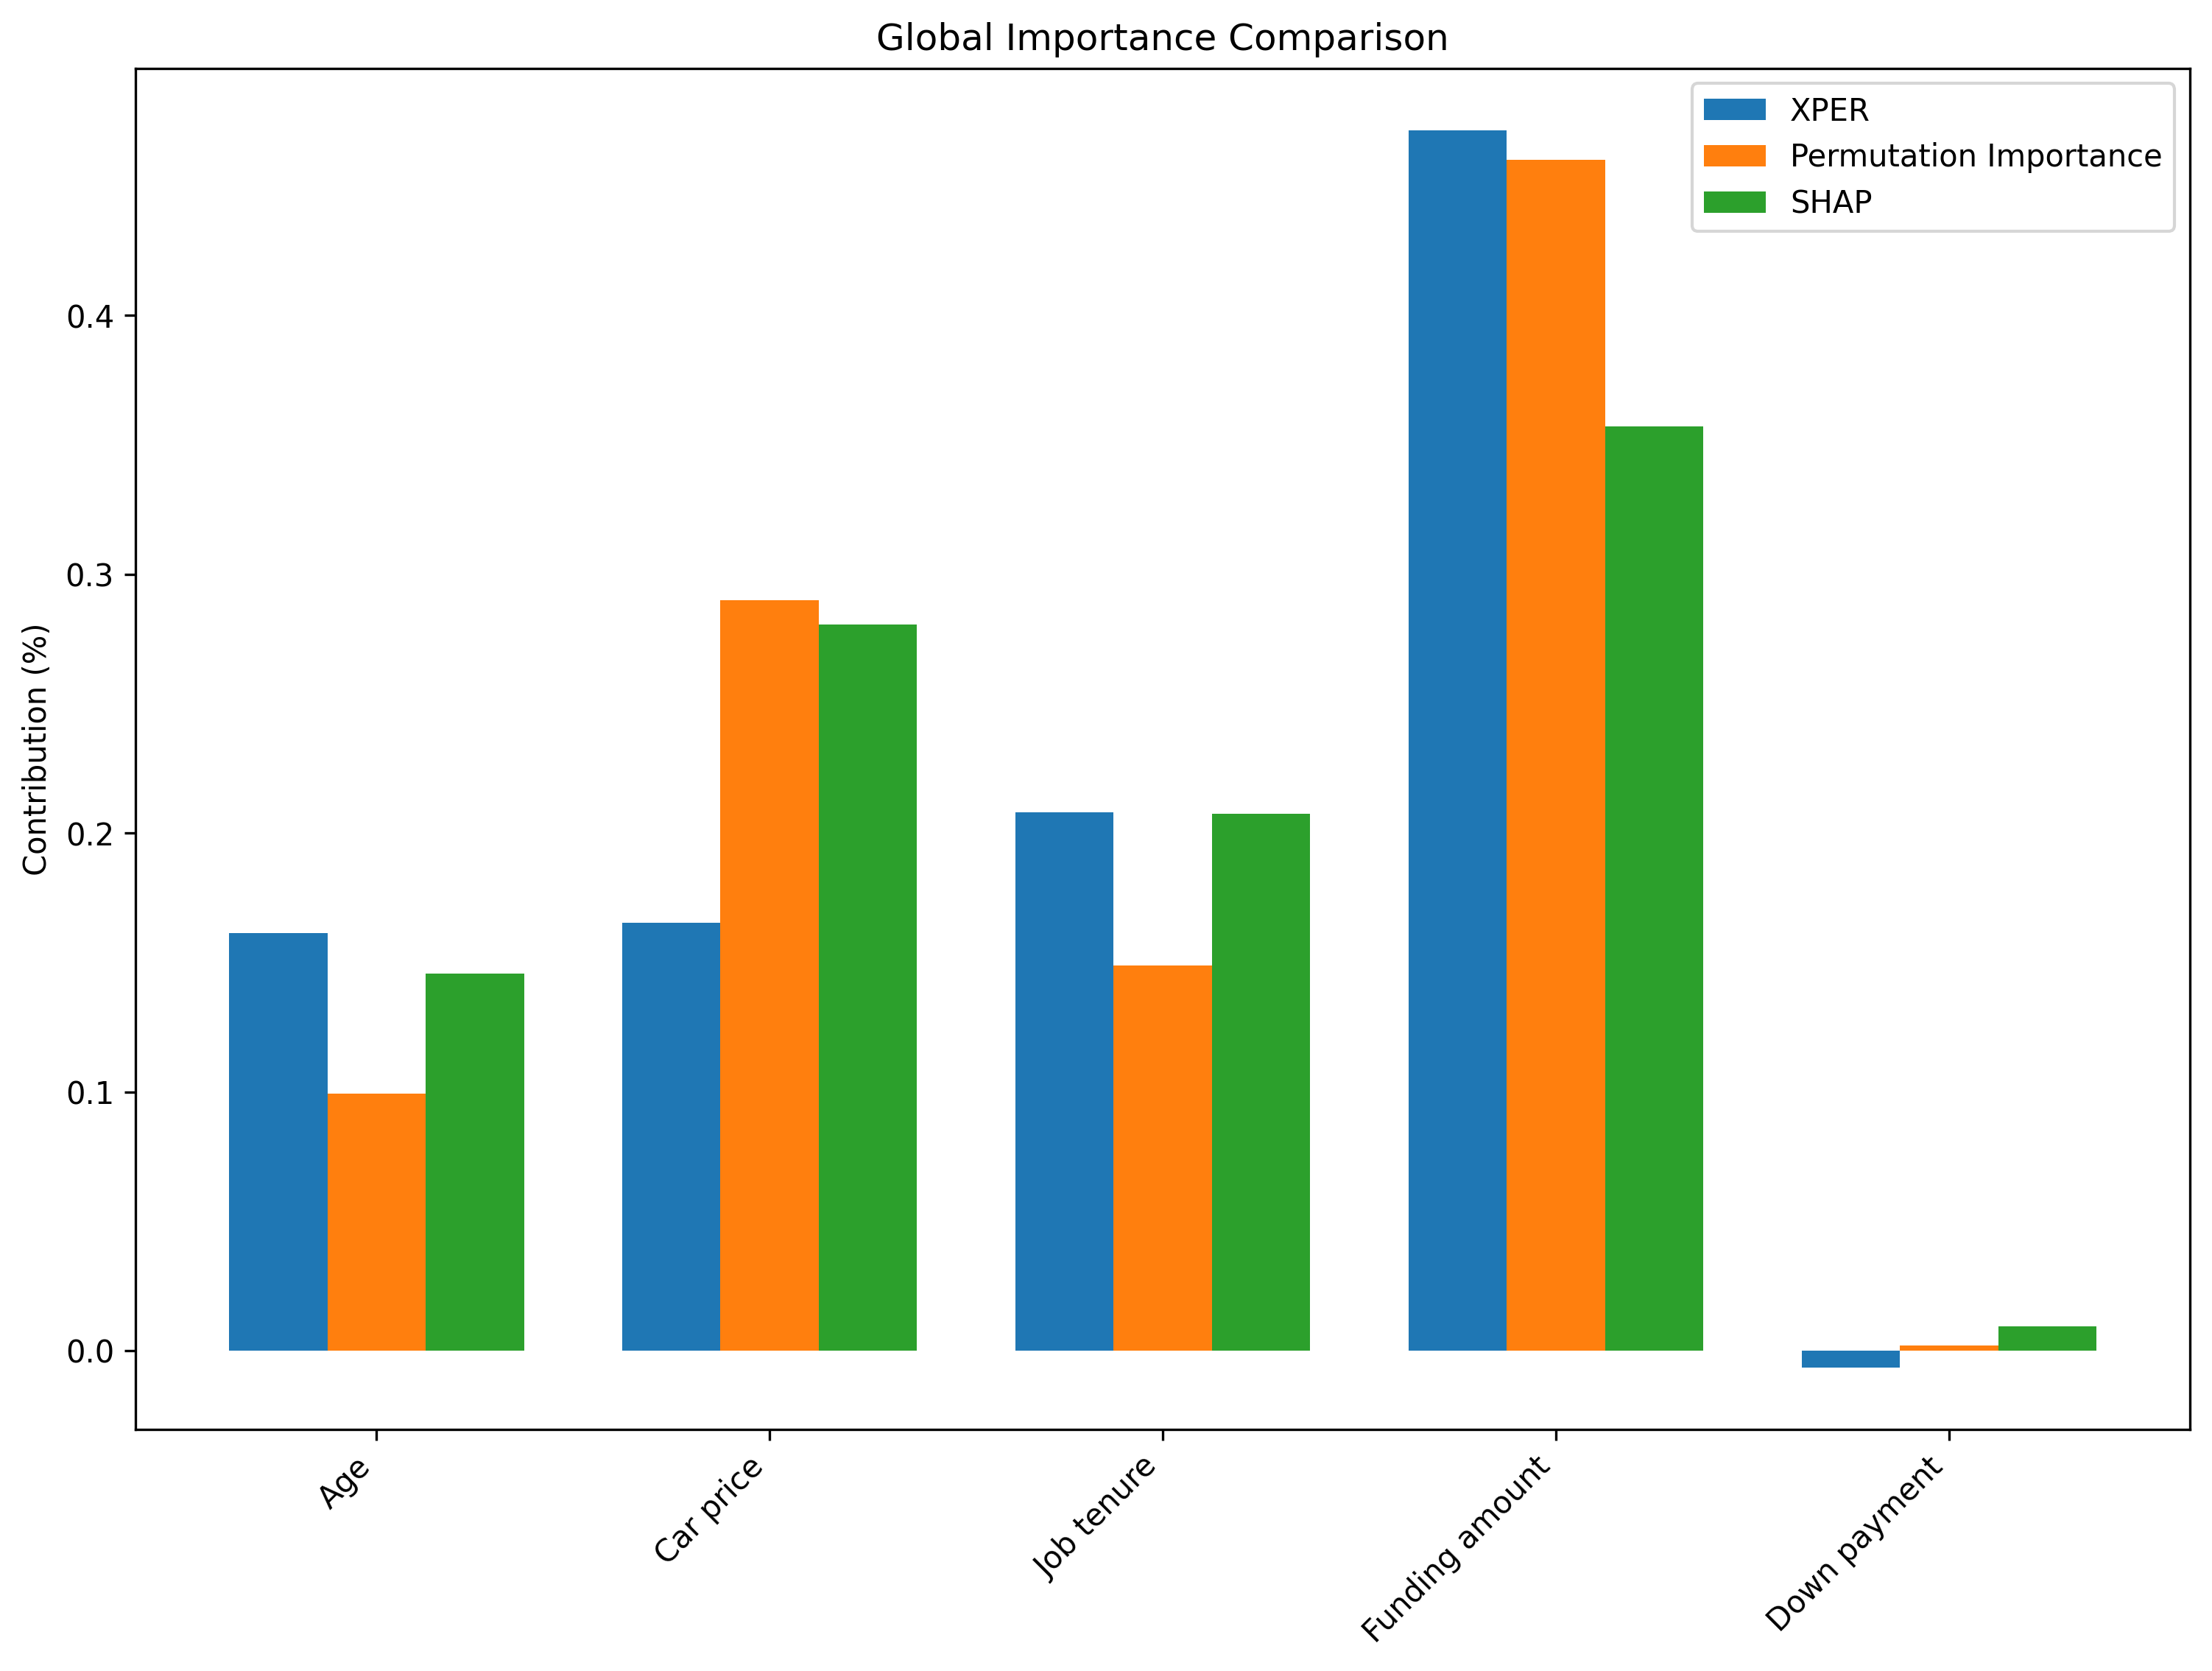 Global Importance Comparison
XPER
Permutation Importance
SHAP
Contribution (%)
0.4
0.3
0.2
0.1
0.0
Age
Car price
Job tenure
Funding amount
Down payment